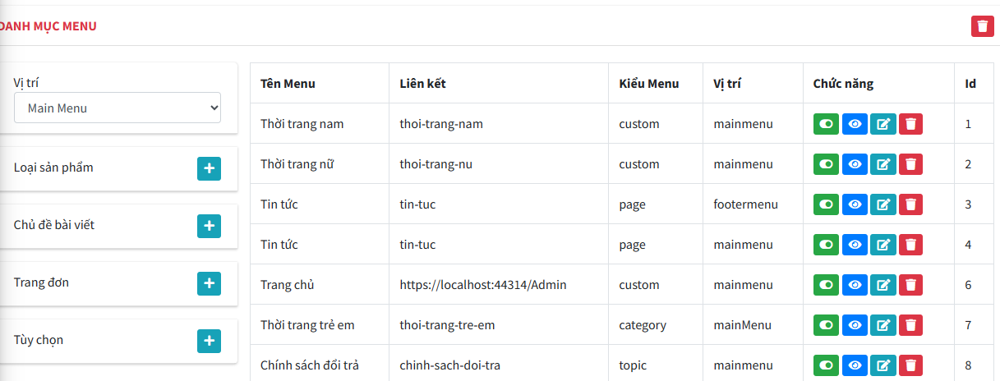 DANH MỤC MENU
Vị trí
Main Menu
Loại sản phẩm
Chủ đề bài viết
Trang đơn
Tùy chọn
Tên Menu Liên kết Kiểu Menu Vị trí Chức năng Id
Thời trang nam thoi-trang-nam custom mainmenu 1
Thời trang nữ thoi-trang-nu custom mainmenu 2
Tin tức tin-tuc page footermenu 3
Tin tức tin-tuc page mainmenu 4
Trang chủ https://localhost:44314/Admin custom mainmenu 6
Thời trang trẻ em thoi-trang-tre-em category mainMenu 7
Chính sách đổi trả chinh-sach-doi-tra topic mainmenu 8